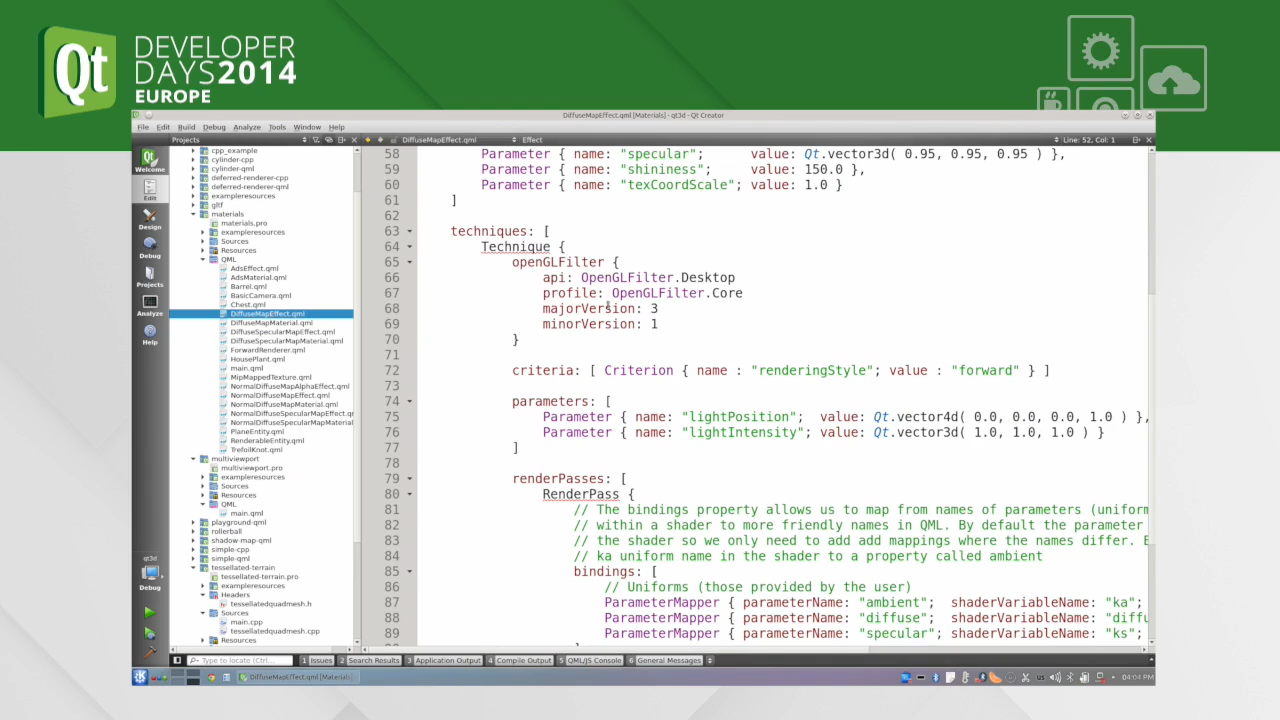 Qt
DEVELOPER
DAYS2014
EUROPE
DiffuseMapEffect.qml [Materials] - qt3d - Qt Creator
File Edit Build Debug Analyze Tools Window Help
Projects
DiffuseMapEffect.qml
Effect
Line: 52, Col: 1
Welcome
Edit
Design
Debug
Projects
Analyze
Help
qt3d
Debug
cpp_example
cylinder-cpp
cylinder-qml
deferred-renderer-cpp
deferred-renderer-qml
exampleresources
gltf
materials
materials.pro
exampleresources
Sources
Resources
QML
AdsEffect.qml
AdsMaterial.qml
Barrel.qml
BasicCamera.qml
Chest.qml
DiffuseMapEffect.qml
DiffuseMapMaterial.qml
DiffuseSpecularMapEffect.qml
DiffuseSpecularMapMaterial.qml
ForwardRenderer.qml
HousePlant.qml
main.qml
MipMappedTexture.qml
NormalDiffuseMapAlphaEffect.qml
NormalDiffuseMapEffect.qml
NormalDiffuseMapMaterial.qml
NormalDiffuseSpecularMapEffect.q
NormalDiffuseSpecularMapMaterial
PlaneEntity.qml
RenderableEntity.qml
TrefoilKnot.qml
multiviewport
multiviewport.pro
exampleresources
Sources
Resources
QML
main.qml
playground-qml
rollerball
shadow-map-qml
simple-cpp
simple-qml
tessellated-terrain
tessellated-terrain.pro
exampleresources
Headers
tessellatedquadmesh.h
Sources
main.cpp
tessellatedquadmesh.cpp
Resources
58 Parameter { name: "specular"; value: Qt.vector3d( 0.95, 0.95, 0.95 ) },
59 Parameter { name: "shininess"; value: 150.0 },
60 Parameter { name: "texCoordScale"; value: 1.0 }
61 ]
62
63 techniques: [
64 Technique {
65 openGLFilter {
66 api: OpenGLFilter.Desktop
67 profile: OpenGLFilter.Core
68 majorVersion: 3
69 minorVersion: 1
70 }
71
72 criteria: [ Criterion { name : "renderingStyle"; value : "forward" } ]
73
74 parameters: [
75 Parameter { name: "lightPosition"; value: Qt.vector4d( 0.0, 0.0, 0.0, 1.0 ) },
76 Parameter { name: "lightIntensity"; value: Qt.vector3d( 1.0, 1.0, 1.0 ) }
77 ]
78
79 renderPasses: [
80 RenderPass {
81 // The bindings property allows us to map from names of parameters (uniform
82 // within a shader to more friendly names in QML. By default the parameter
83 // the shader so we only need to add add mappings where the names differ. E
84 // ka uniform name in the shader to a property called ambient
85 bindings: [
86 // Uniforms (those provided by the user)
87 ParameterMapper { parameterName: "ambient"; shaderVariableName: "ka";
88 ParameterMapper { parameterName: "diffuse"; shaderVariableName: "diffu
89 ParameterMapper { parameterName: "specular"; shaderVariableName: "ks";
Type to locate (Ctrl...
1 Issues 2 Search Results 3 Application Output 4 Compile Output 5 QML/JS Console 6 General Messages
DiffuseMapEffect.qml [Materials]
us
04:04 PM